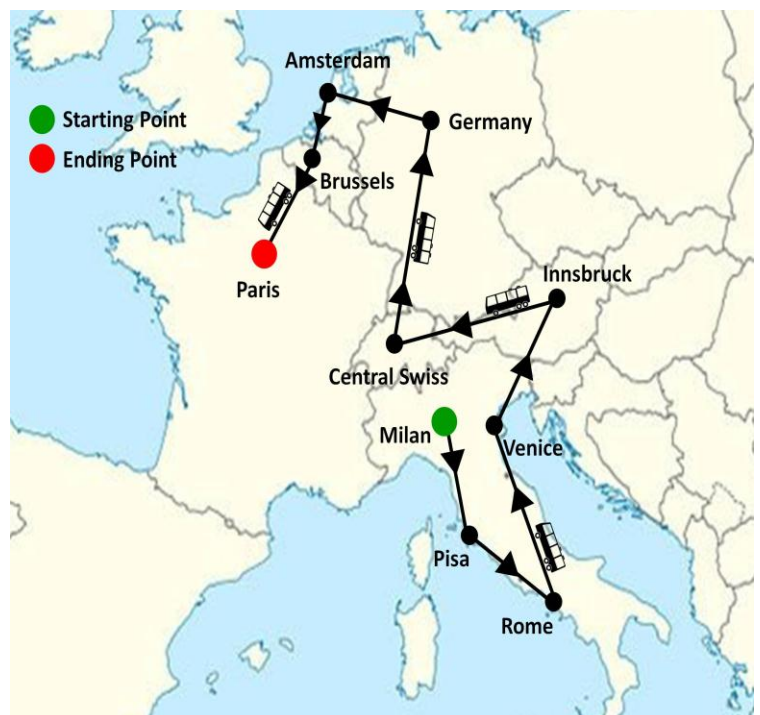 Amsterdam
Starting Point
Germany
Ending Point
Brussels
Innsbruck
Paris
Central Swiss
Milan
Venice
Pisa
Rome